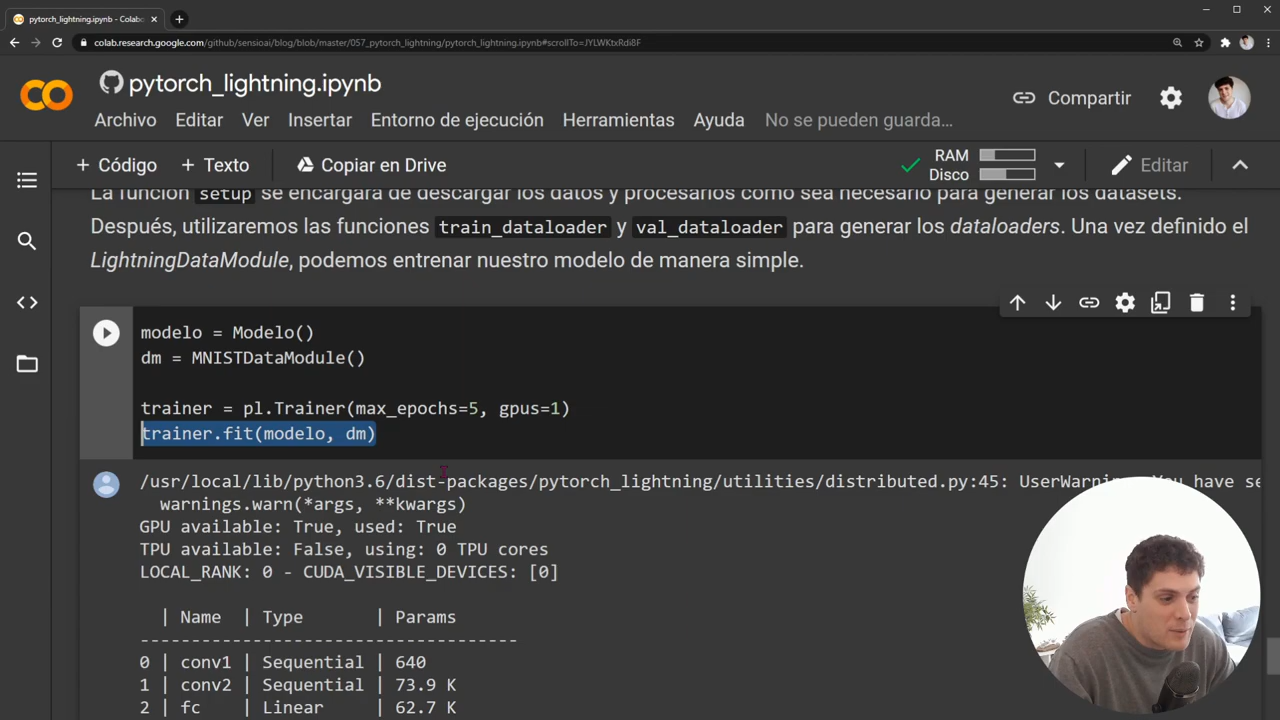 pytorch_lightning.ipynb - Colabo
colab.research.google.com/github/sensioai/blog/blob/master/057_pytorch_lightning/pytorch_lightning.ipynb#scrollTo=JYLWKtxRdi8F
pytorch_lightning.ipynb
Compartir
Archivo Editar Ver Insertar Entorno de ejecución Herramientas Ayuda No se pueden guarda...
+ Código + Texto Copiar en Drive
RAM
Disco
Editar
La función setup se encargará de descargar los datos y procesarlos como sea necesario para generar los datasets.
Después, utilizaremos las funciones train_dataloader y val_dataloader para generar los dataloaders. Una vez definido el
LightningDataModule, podemos entrenar nuestro modelo de manera simple.
modelo = Modelo()
dm = MNISTDataModule()
trainer = pl.Trainer(max_epochs=5, gpus=1)
trainer.fit(modelo, dm)
/usr/local/lib/python3.6/dist-packages/pytorch_lightning/utilities/distributed.py:45: UserWarning: You have se
warnings.warn(*args, **kwargs)
GPU available: True, used: True
TPU available: False, using: 0 TPU cores
LOCAL_RANK: 0 - CUDA_VISIBLE_DEVICES: [0]
| Name | Type | Params
--------------------------------------
0 | conv1 | Sequential | 640
1 | conv2 | Sequential | 73.9 K
2 | fc | Linear | 62.7 K